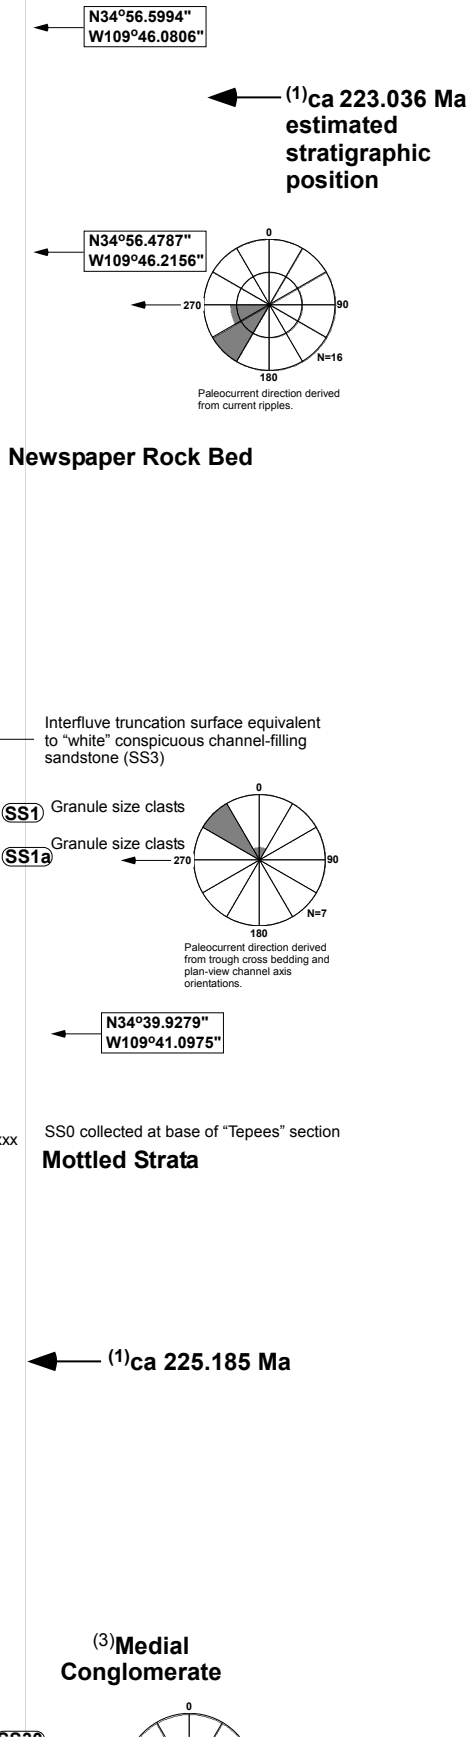 N34º56.5994"
W109º46.0806"
(1)ca 223.036 Ma
estimated
stratigraphic
position
N34º56.4787"
W109º46.2156"
0
270
90
N=16
180
Paleocurrent direction derived
from current ripples.
Newspaper Rock Bed
Interfluve truncation surface equivalent
to “white” conspicuous channel-filling
sandstone (SS3)
SS1 Granule size clasts
SS1a Granule size clasts
0
270
90
N=7
180
Paleocurrent direction derived
from trough cross bedding and
plan-view channel axis
orientations.
N34º39.9279"
W109º41.0975"
SS0 collected at base of “Tepees” section
Mottled Strata
(1)ca 225.185 Ma
(3)Medial
Conglomerate
0